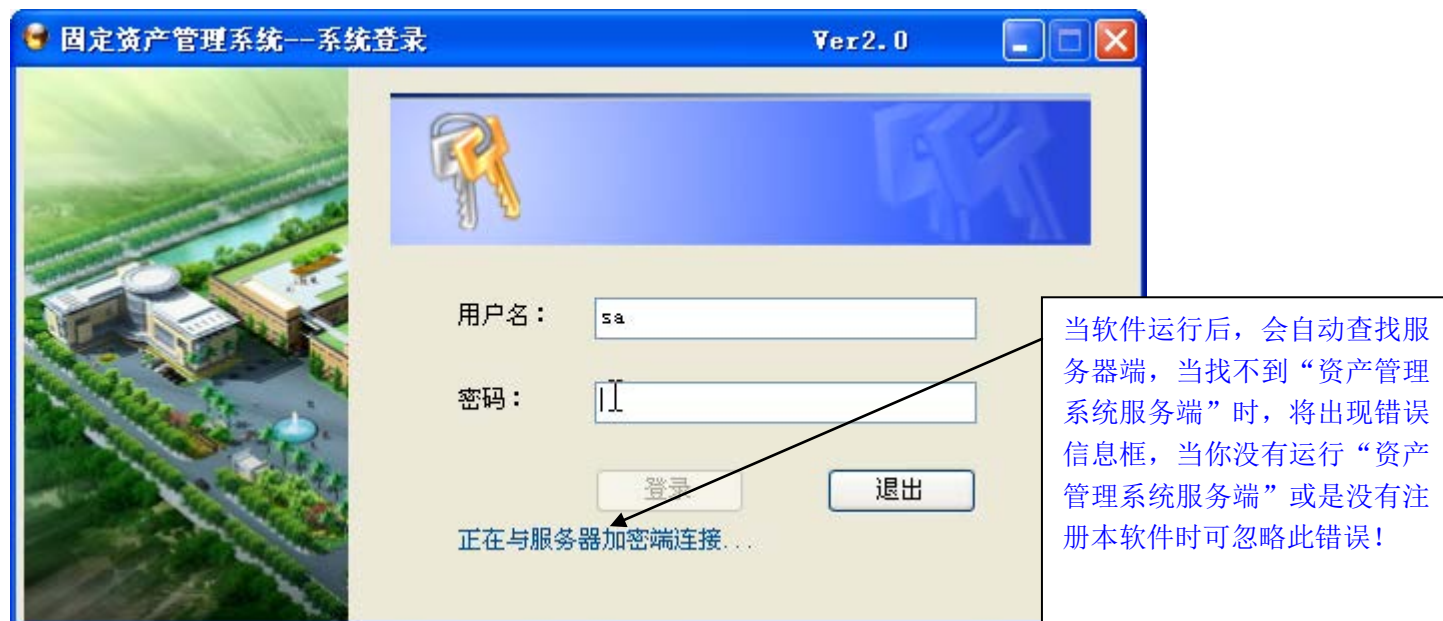 固定资产管理系统--系统登录 Ver2.0
用户名：
sa
密码：
登录
退出
正在与服务器加密端连接...
当软件运行后，会自动查找服
务器端，当找不到“资产管理
系统服务端”时，将出现错误
信息框，当你没有运行“资产
管理系统服务端”或是没有注
册本软件时可忽略此错误！